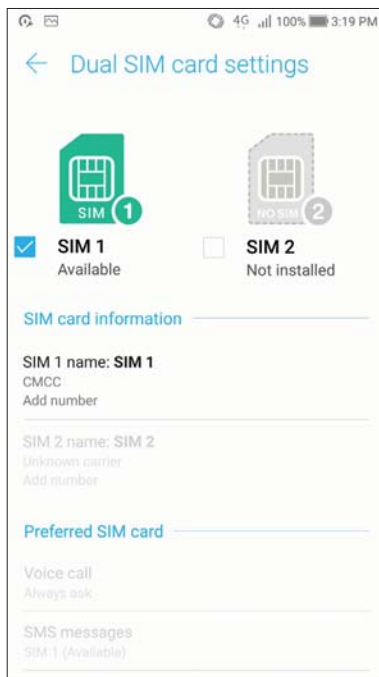 4G 100% 3:19 PM
Dual SIM card settings
SIM 1
NO SIM 2
SIM 1
Available
SIM 2
Not installed
SIM card information
SIM 1 name: SIM 1
CMCC
Add number
SIM 2 name: SIM 2
Unknown carrier
Add number
Preferred SIM card
Voice call
Always ask
SMS messages
SIM 1 (Available)